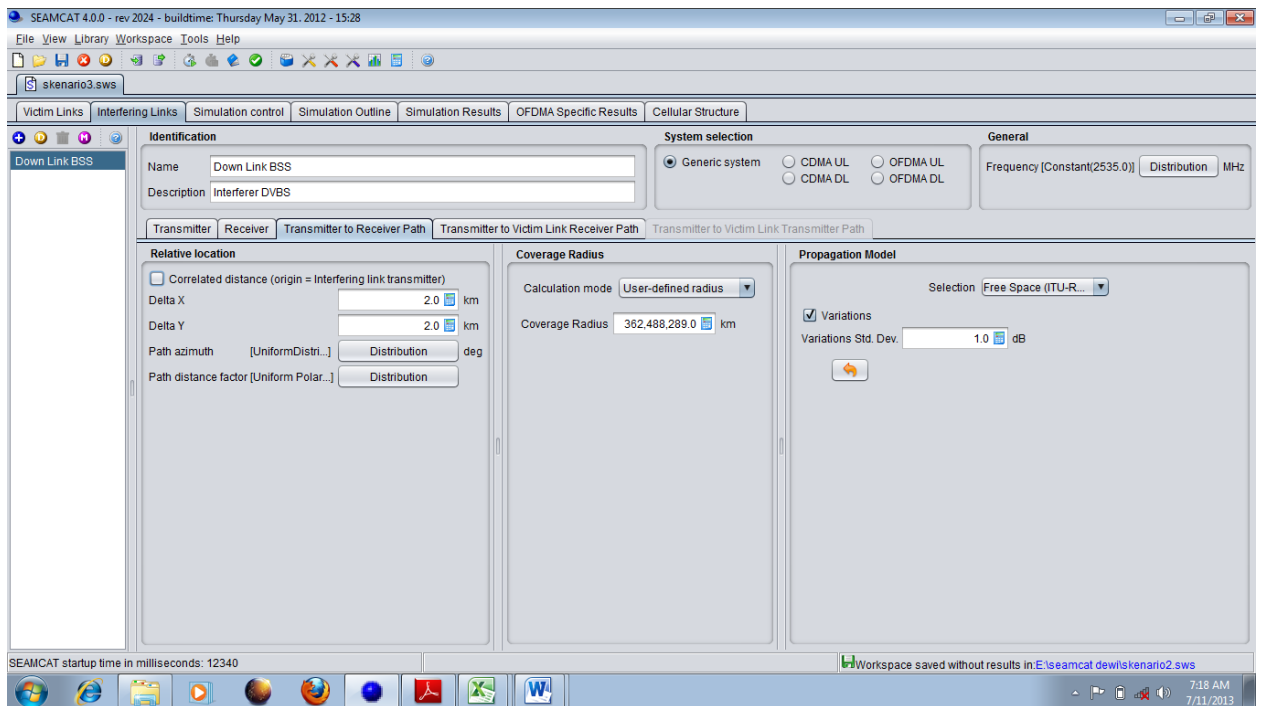 SEAMCAT 4.0.0 - rev 2024 - buildtime: Thursday May 31. 2012 - 15:28
File View Library Workspace Tools Help
skenario3.sws
Victim Links Interfering Links Simulation control Simulation Outline Simulation Results OFDMA Specific Results Cellular Structure
Down Link BSS
Identification
Name Down Link BSS
Description Interferer DVBS
System selection
Generic system CDMA UL OFDMA UL
CDMA DL OFDMA DL
General
Frequency [Constant(2535.0)] Distribution MHz
Transmitter Receiver Transmitter to Receiver Path Transmitter to Victim Link Receiver Path Transmitter to Victim Link Transmitter Path
Relative location
Correlated distance (origin = Interfering link transmitter)
Delta X 2.0 km
Delta Y 2.0 km
Path azimuth [UniformDistri...] Distribution deg
Path distance factor [Uniform Polar...] Distribution
Coverage Radius
Calculation mode User-defined radius
Coverage Radius 362,488,289.0 km
Propagation Model
Selection Free Space (ITU-R...
Variations
Variations Std. Dev. 1.0 dB
SEAMCAT startup time in milliseconds: 12340
Workspace saved without results in:E:\seamcat dewi\skenario2.sws
7:18 AM
7/11/2013